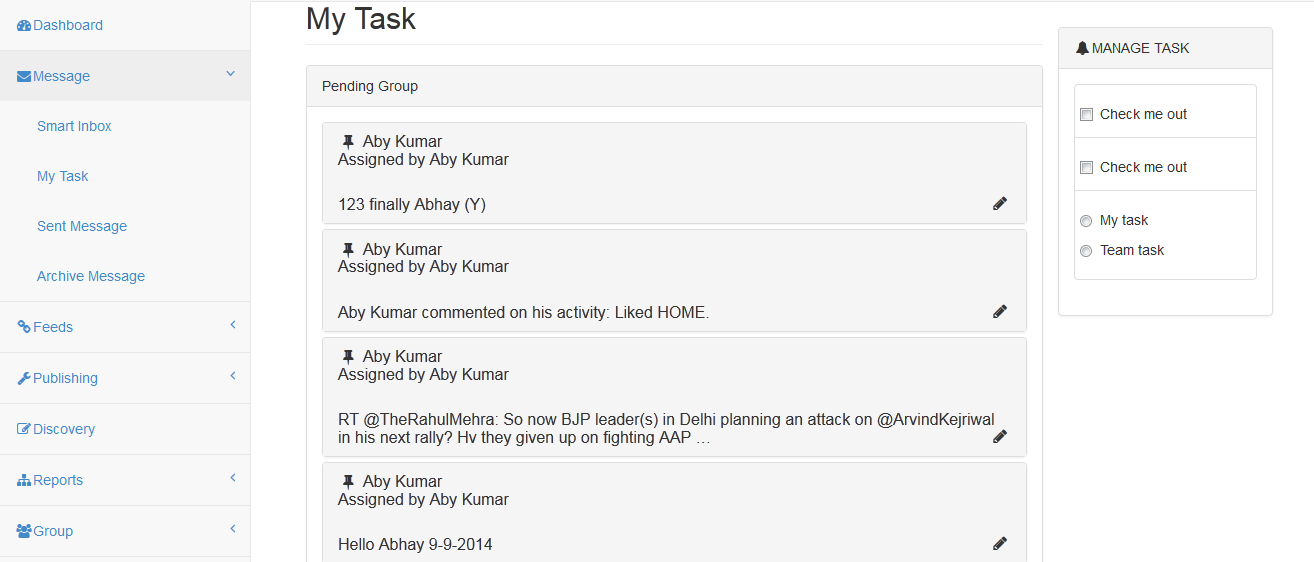 Dashboard
Message
Smart Inbox
My Task
Sent Message
Archive Message
Feeds
Publishing
Discovery
Reports
Group
My Task
Pending Group
Aby Kumar
Assigned by Aby Kumar
123 finally Abhay (Y)
Aby Kumar
Assigned by Aby Kumar
Aby Kumar commented on his activity: Liked HOME.
Aby Kumar
Assigned by Aby Kumar
RT @TheRahulMehra: So now BJP leader(s) in Delhi planning an attack on @ArvindKejriwal
in his next rally? Hv they given up on fighting AAP …
Aby Kumar
Assigned by Aby Kumar
Hello Abhay 9-9-2014
MANAGE TASK
Check me out
Check me out
My task
Team task